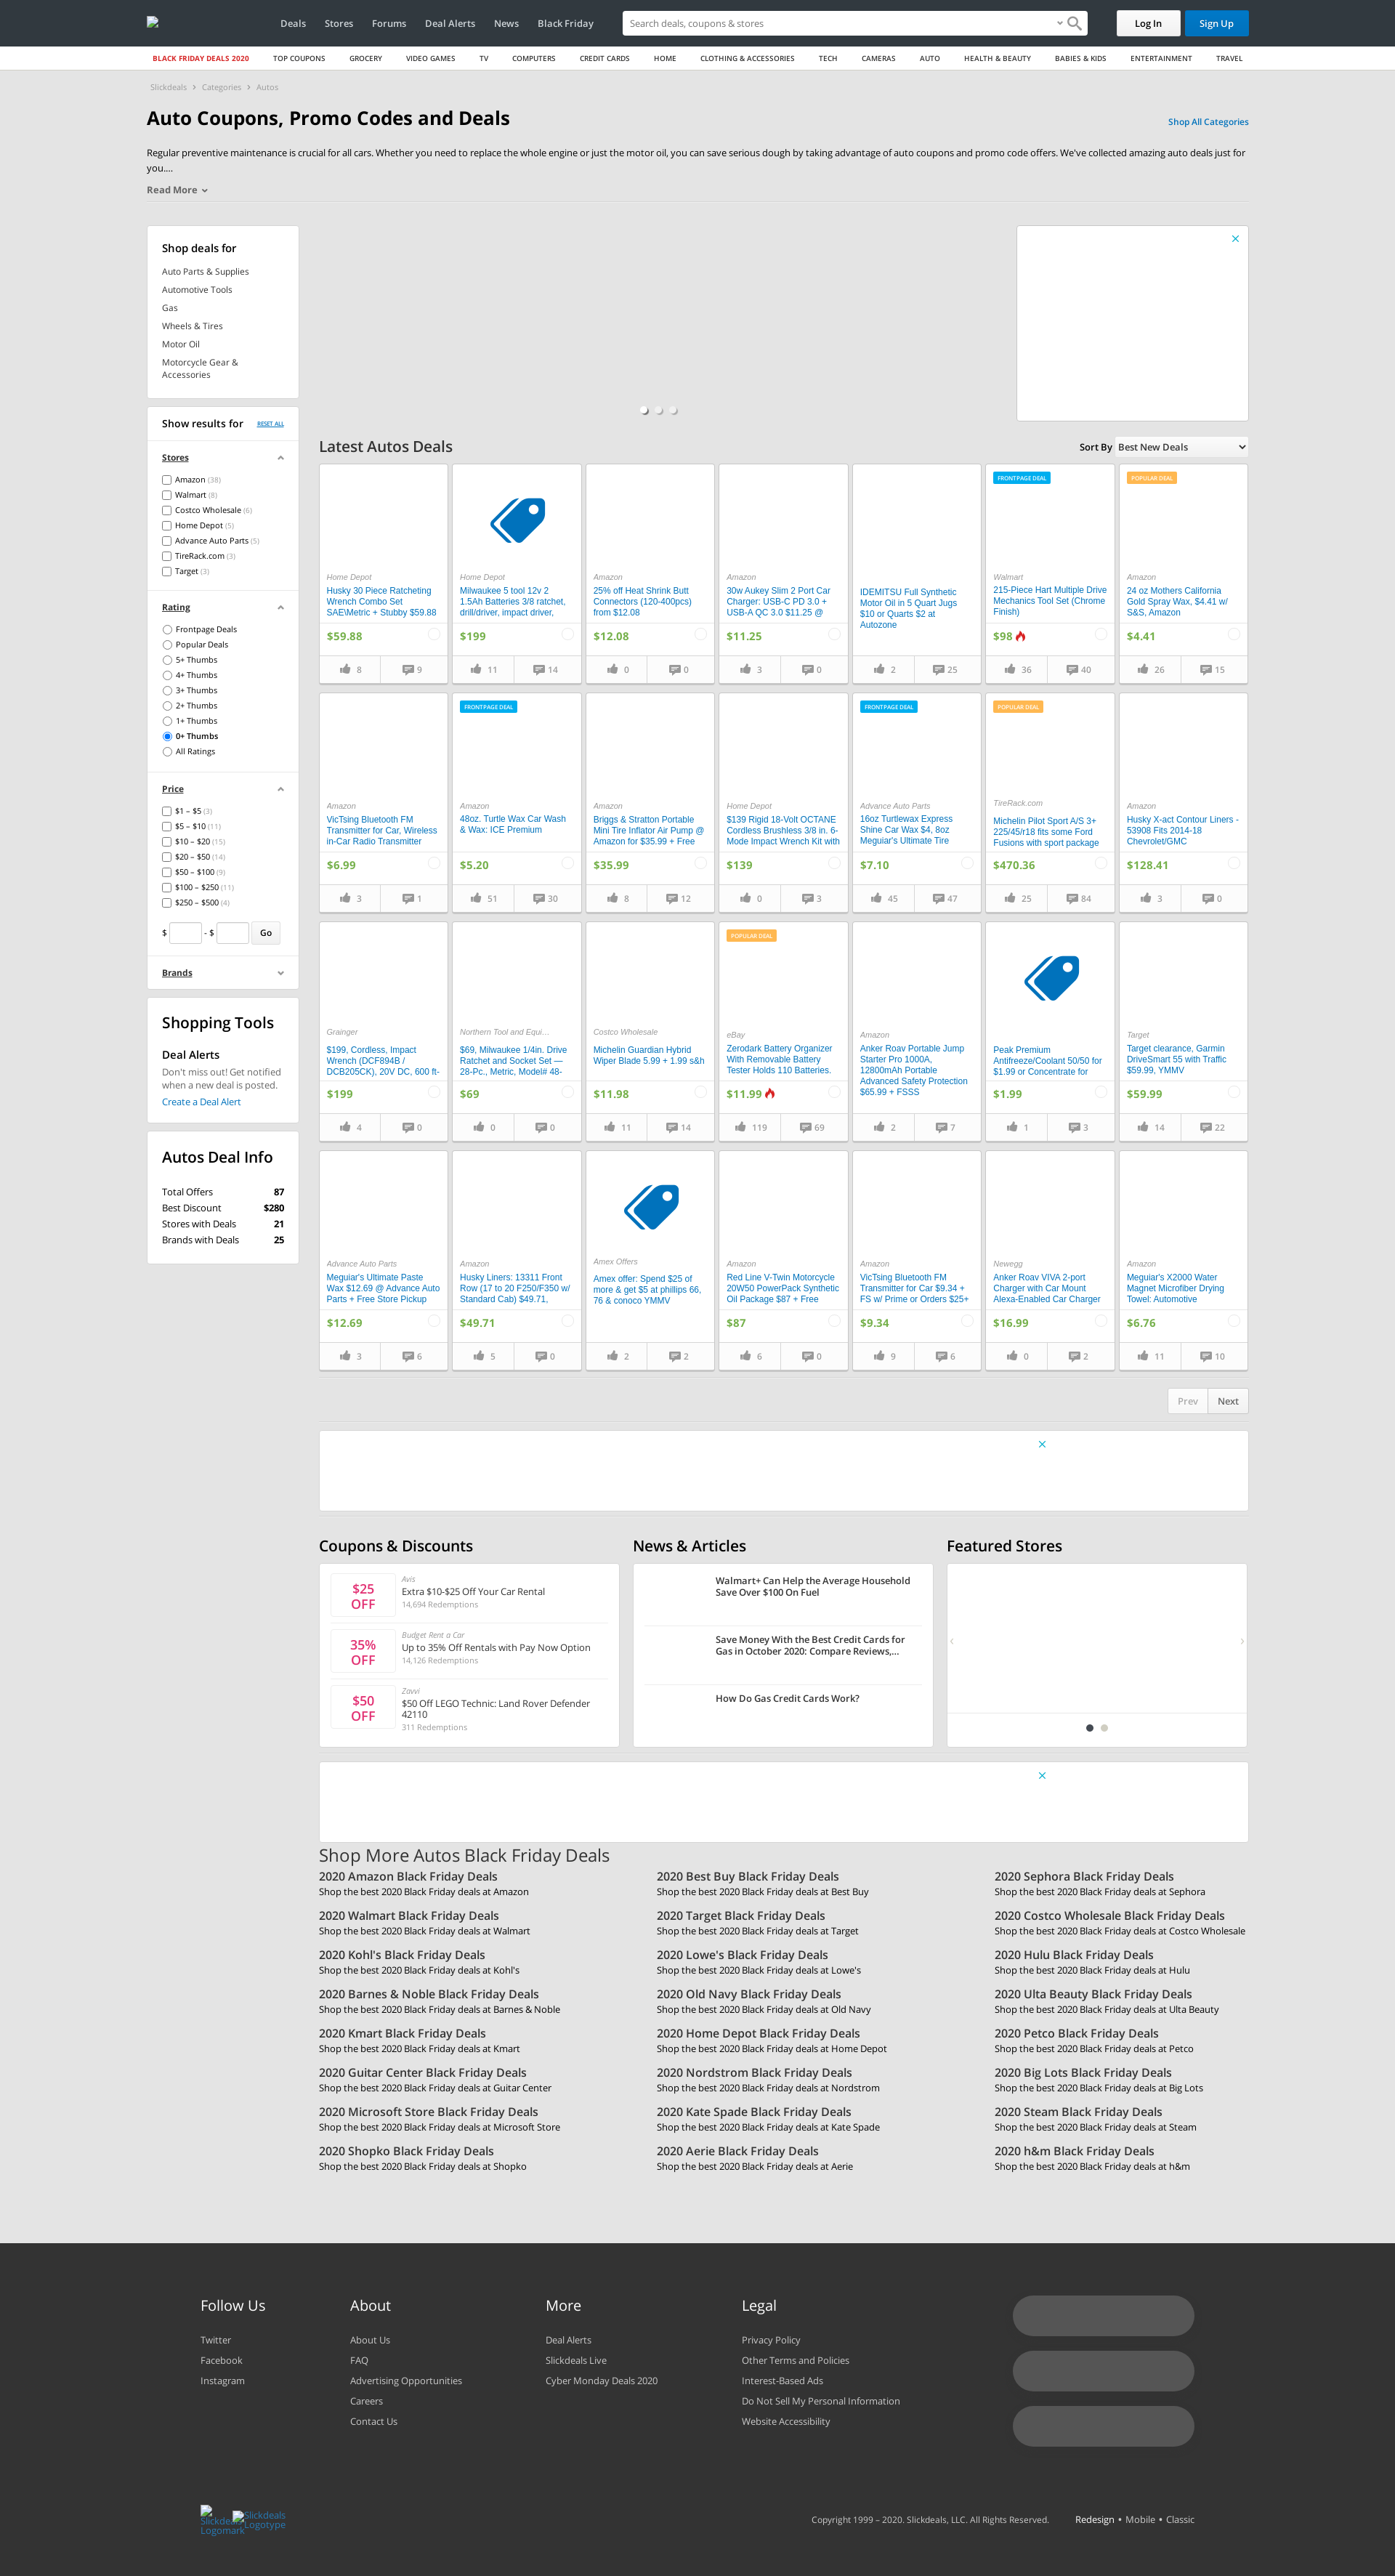 Deals Stores Forums Deal Alerts News Black Friday Search deals, coupons & stores Log In Sign Up
BLACK FRIDAY DEALS 2020 TOP COUPONS GROCERY VIDEO GAMES TV COMPUTERS CREDIT CARDS HOME CLOTHING & ACCESSORIES TECH CAMERAS AUTO HEALTH & BEAUTY BABIES & KIDS ENTERTAINMENT TRAVEL
Slickdeals › Categories › Autos
Auto Coupons, Promo Codes and Deals
Shop All Categories
Regular preventive maintenance is crucial for all cars. Whether you need to replace the whole engine or just the motor oil, you can save serious dough by taking advantage of auto coupons and promo code offers. We've collected amazing auto deals just for
you....
Read More
Shop deals for
Auto Parts & Supplies
Automotive Tools
Gas
Wheels & Tires
Motor Oil
Motorcycle Gear &
Accessories
Show results for RESET ALL
Stores
Amazon (38)
Walmart (8)
Costco Wholesale (6)
Home Depot (5)
Advance Auto Parts (5)
TireRack.com (3)
Target (3)
Rating
Frontpage Deals
Popular Deals
5+ Thumbs
4+ Thumbs
3+ Thumbs
2+ Thumbs
1+ Thumbs
0+ Thumbs
All Ratings
Price
$1 – $5 (3)
$5 – $10 (11)
$10 – $20 (15)
$20 – $50 (14)
$50 – $100 (9)
$100 – $250 (11)
$250 – $500 (4)
$ - $ Go
Brands
Shopping Tools
Deal Alerts
Don't miss out! Get notified
when a new deal is posted.
Create a Deal Alert
Autos Deal Info
Total Offers 87
Best Discount $280
Stores with Deals 21
Brands with Deals 25
Latest Autos Deals
Sort By Best New Deals
Home Depot
Husky 30 Piece Ratcheting
Wrench Combo Set
SAE\Metric + Stubby $59.88
$59.88
8 9
Home Depot
Milwaukee 5 tool 12v 2
1.5Ah Batteries 3/8 ratchet,
drill/driver, impact driver,
$199
11 14
Amazon
25% off Heat Shrink Butt
Connectors (120-400pcs)
from $12.08
$12.08
0 0
Amazon
30w Aukey Slim 2 Port Car
Charger: USB-C PD 3.0 +
USB-A QC 3.0 $11.25 @
$11.25
3 0
IDEMITSU Full Synthetic
Motor Oil in 5 Quart Jugs
$10 or Quarts $2 at
Autozone
2 25
FRONTPAGE DEAL
Walmart
215-Piece Hart Multiple Drive
Mechanics Tool Set (Chrome
Finish)
$98
36 40
POPULAR DEAL
Amazon
24 oz Mothers California
Gold Spray Wax, $4.41 w/
S&S, Amazon
$4.41
26 15
Amazon
VicTsing Bluetooth FM
Transmitter for Car, Wireless
in-Car Radio Transmitter
$6.99
3 1
FRONTPAGE DEAL
Amazon
48oz. Turtle Wax Car Wash
& Wax: ICE Premium
$5.20
51 30
Amazon
Briggs & Stratton Portable
Mini Tire Inflator Air Pump @
Amazon for $35.99 + Free
$35.99
8 12
Home Depot
$139 Rigid 18-Volt OCTANE
Cordless Brushless 3/8 in. 6-
Mode Impact Wrench Kit with
$139
0 3
FRONTPAGE DEAL
Advance Auto Parts
16oz Turtlewax Express
Shine Car Wax $4, 8oz
Meguiar's Ultimate Tire
$7.10
45 47
POPULAR DEAL
TireRack.com
Michelin Pilot Sport A/S 3+
225/45/r18 fits some Ford
Fusions with sport package
$470.36
25 84
Amazon
Husky X-act Contour Liners -
53908 Fits 2014-18
Chevrolet/GMC
$128.41
3 0
Grainger
$199, Cordless, Impact
Wrench (DCF894B /
DCB205CK), 20V DC, 600 ft-
$199
4 0
Northern Tool and Equi…
$69, Milwaukee 1/4in. Drive
Ratchet and Socket Set —
28-Pc., Metric, Model# 48-
$69
0 0
Costco Wholesale
Michelin Guardian Hybrid
Wiper Blade 5.99 + 1.99 s&h
$11.98
11 14
POPULAR DEAL
eBay
Zerodark Battery Organizer
With Removable Battery
Tester Holds 110 Batteries.
$11.99
119 69
Amazon
Anker Roav Portable Jump
Starter Pro 1000A,
12800mAh Portable
Advanced Safety Protection
$65.99 + FSSS
2 7
Peak Premium
Antifreeze/Coolant 50/50 for
$1.99 or Concentrate for
$1.99
1 3
Target
Target clearance, Garmin
DriveSmart 55 with Traffic
$59.99, YMMV
$59.99
14 22
Advance Auto Parts
Meguiar's Ultimate Paste
Wax $12.69 @ Advance Auto
Parts + Free Store Pickup
$12.69
3 6
Amazon
Husky Liners: 13311 Front
Row (17 to 20 F250/F350 w/
Standard Cab) $49.71,
$49.71
5 0
Amex Offers
Amex offer: Spend $25 of
more & get $5 at phillips 66,
76 & conoco YMMV
2 2
Amazon
Red Line V-Twin Motorcycle
20W50 PowerPack Synthetic
Oil Package $87 + Free
$87
6 0
Amazon
VicTsing Bluetooth FM
Transmitter for Car $9.34 +
FS w/ Prime or Orders $25+
$9.34
9 6
Newegg
Anker Roav VIVA 2-port
Charger with Car Mount
Alexa-Enabled Car Charger
$16.99
0 2
Amazon
Meguiar's X2000 Water
Magnet Microfiber Drying
Towel: Automotive
$6.76
11 10
Prev Next
Coupons & Discounts
$25
OFF
Avis
Extra $10-$25 Off Your Car Rental
14,694 Redemptions
35%
OFF
Budget Rent a Car
Up to 35% Off Rentals with Pay Now Option
14,126 Redemptions
$50
OFF
Zavvi
$50 Off LEGO Technic: Land Rover Defender
42110
311 Redemptions
News & Articles
Walmart+ Can Help the Average Household
Save Over $100 On Fuel
Save Money With the Best Credit Cards for
Gas in October 2020: Compare Reviews,...
How Do Gas Credit Cards Work?
Featured Stores
Shop More Autos Black Friday Deals
2020 Amazon Black Friday Deals 2020 Best Buy Black Friday Deals 2020 Sephora Black Friday Deals
Shop the best 2020 Black Friday deals at Amazon Shop the best 2020 Black Friday deals at Best Buy Shop the best 2020 Black Friday deals at Sephora
2020 Walmart Black Friday Deals 2020 Target Black Friday Deals 2020 Costco Wholesale Black Friday Deals
Shop the best 2020 Black Friday deals at Walmart Shop the best 2020 Black Friday deals at Target Shop the best 2020 Black Friday deals at Costco Wholesale
2020 Kohl's Black Friday Deals 2020 Lowe's Black Friday Deals 2020 Hulu Black Friday Deals
Shop the best 2020 Black Friday deals at Kohl's Shop the best 2020 Black Friday deals at Lowe's Shop the best 2020 Black Friday deals at Hulu
2020 Barnes & Noble Black Friday Deals 2020 Old Navy Black Friday Deals 2020 Ulta Beauty Black Friday Deals
Shop the best 2020 Black Friday deals at Barnes & Noble Shop the best 2020 Black Friday deals at Old Navy Shop the best 2020 Black Friday deals at Ulta Beauty
2020 Kmart Black Friday Deals 2020 Home Depot Black Friday Deals 2020 Petco Black Friday Deals
Shop the best 2020 Black Friday deals at Kmart Shop the best 2020 Black Friday deals at Home Depot Shop the best 2020 Black Friday deals at Petco
2020 Guitar Center Black Friday Deals 2020 Nordstrom Black Friday Deals 2020 Big Lots Black Friday Deals
Shop the best 2020 Black Friday deals at Guitar Center Shop the best 2020 Black Friday deals at Nordstrom Shop the best 2020 Black Friday deals at Big Lots
2020 Microsoft Store Black Friday Deals 2020 Kate Spade Black Friday Deals 2020 Steam Black Friday Deals
Shop the best 2020 Black Friday deals at Microsoft Store Shop the best 2020 Black Friday deals at Kate Spade Shop the best 2020 Black Friday deals at Steam
2020 Shopko Black Friday Deals 2020 Aerie Black Friday Deals 2020 h&m Black Friday Deals
Shop the best 2020 Black Friday deals at Shopko Shop the best 2020 Black Friday deals at Aerie Shop the best 2020 Black Friday deals at h&m
Follow Us
Twitter
Facebook
Instagram
About
About Us
FAQ
Advertising Opportunities
Careers
Contact Us
More
Deal Alerts
Slickdeals Live
Cyber Monday Deals 2020
Legal
Privacy Policy
Other Terms and Policies
Interest-Based Ads
Do Not Sell My Personal Information
Website Accessibility
Slickdeals
Logomark
Slickdeals
Logotype
Copyright 1999 – 2020. Slickdeals, LLC. All Rights Reserved. Redesign • Mobile • Classic